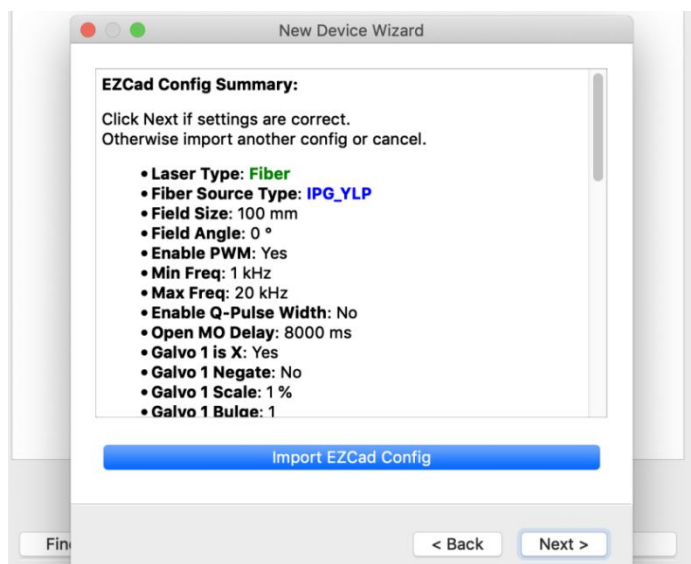 New Device Wizard
EZCad Config Summary:
Click Next if settings are correct.
Otherwise import another config or cancel.
• Laser Type: Fiber
• Fiber Source Type: IPG_YLP
• Field Size: 100 mm
• Field Angle: 0 °
• Enable PWM: Yes
• Min Freq: 1 kHz
• Max Freq: 20 kHz
• Enable Q-Pulse Width: No
• Open MO Delay: 8000 ms
• Galvo 1 is X: Yes
• Galvo 1 Negate: No
• Galvo 1 Scale: 1 %
• Galvo 1 Bulge: 1
Import EZCad Config
< Back
Next >